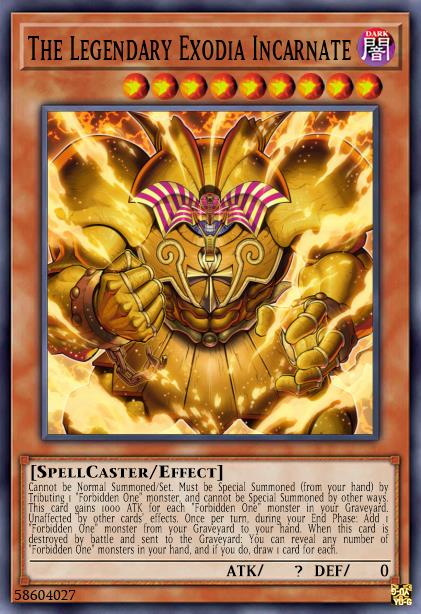 The Legendary Exodia Incarnate
DARK
闇
[SpellCaster/Effect]
Cannot be Normal Summoned/Set. Must be Special Summoned (from your hand) by
Tributing 1 "Forbidden One" monster, and cannot be Special Summoned by other ways.
This card gains 1000 ATK for each "Forbidden One" monster in your Graveyard.
Unaffected by other cards' effects. Once per turn, during your End Phase: Add 1
"Forbidden One" monster from your Graveyard to your hand. When this card is
destroyed by battle and sent to the Graveyard: You can reveal any number of
"Forbidden One" monsters in your hand, and if you do, draw 1 card for each.
ATK/ ? DEF/ 0
58604027